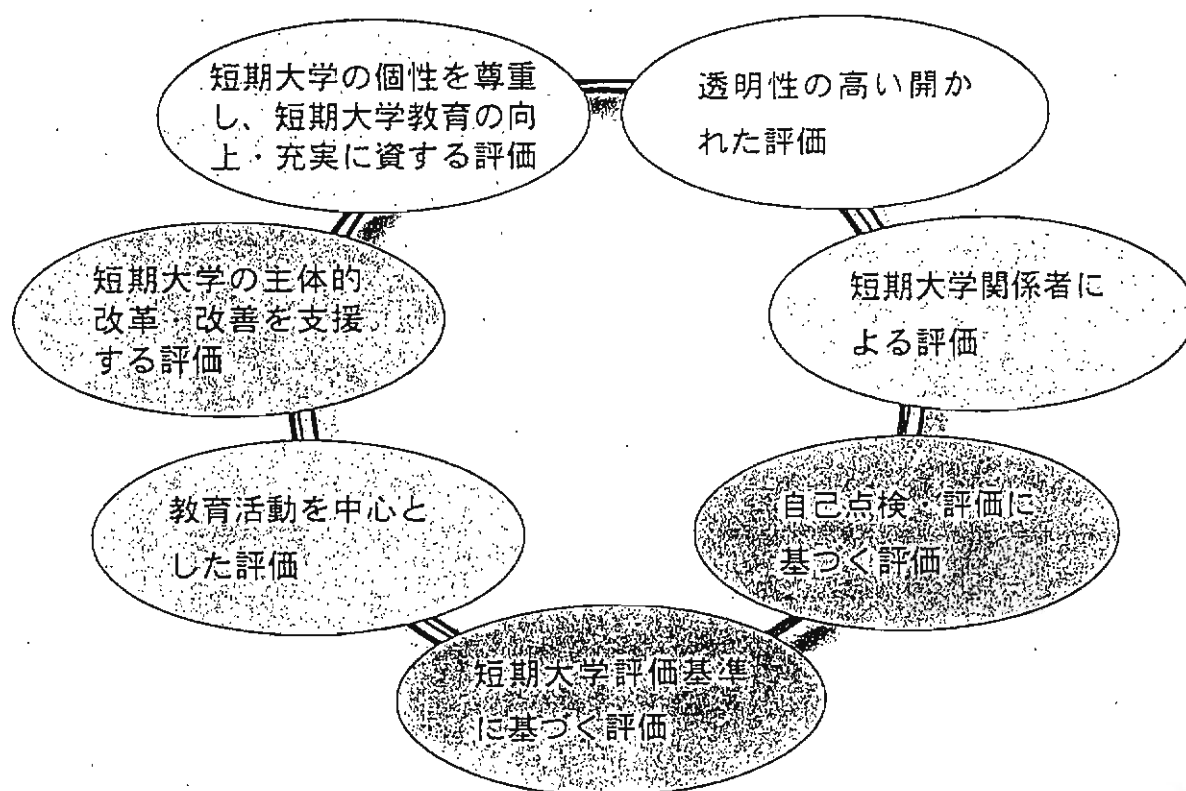 短期大学の個性を尊重
し、短期大学教育の向
上・充実に資する評価
透明性の高い開か
れた評価
短期大学の主体的
改革・改善を支援
する評価
短期大学関係者に
よる評価
教育活動を中心と
した評価
自己点検・評価に
基づく評価
短期大学評価基準
に基づく評価